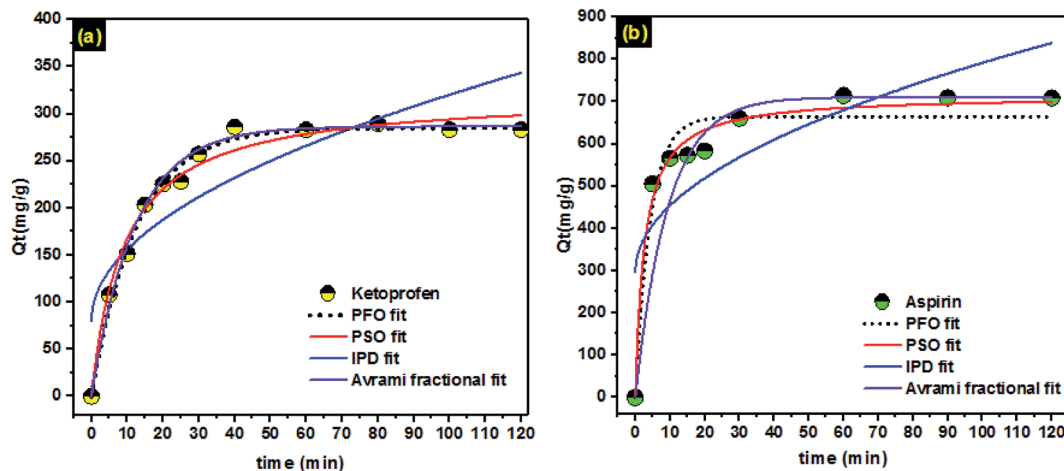 (a)
400
350
300
250
200
150
100
50
0
Qt(mg/g)
Ketoprofen
PFO fit
PSO fit
IPD fit
Avrami fractional fit
0 10 20 30 40 50 60 70 80 90 100 110 120
time (min)
(b)
900
800
700
600
500
400
300
200
100
0
Qt(mg/g)
Aspirin
PFO fit
PSO fit
IPD fit
Avrami fractional fit
0 10 20 30 40 50 60 70 80 90 100 110 120
time (min)